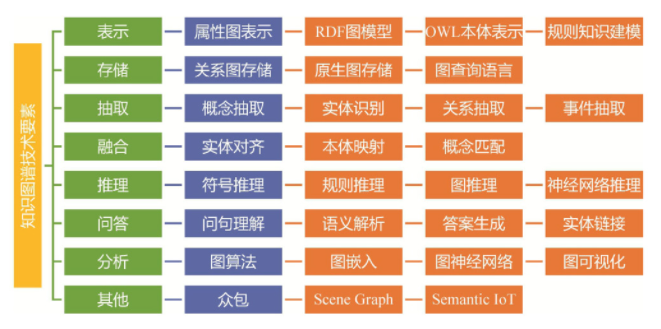 知识图谱技术要素
表示 属性图表示 RDF图模型 OWL本体表示 规则知识建模
存储 关系图存储 原生图存储 图查询语言
抽取 概念抽取 实体识别 关系抽取 事件抽取
融合 实体对齐 本体映射 概念匹配
推理 符号推理 规则推理 图推理 神经网络推理
问答 问句理解 语义解析 答案生成 实体链接
分析 图算法 图嵌入 图神经网络 图可视化
其他 众包 Scene Graph Semantic IoT